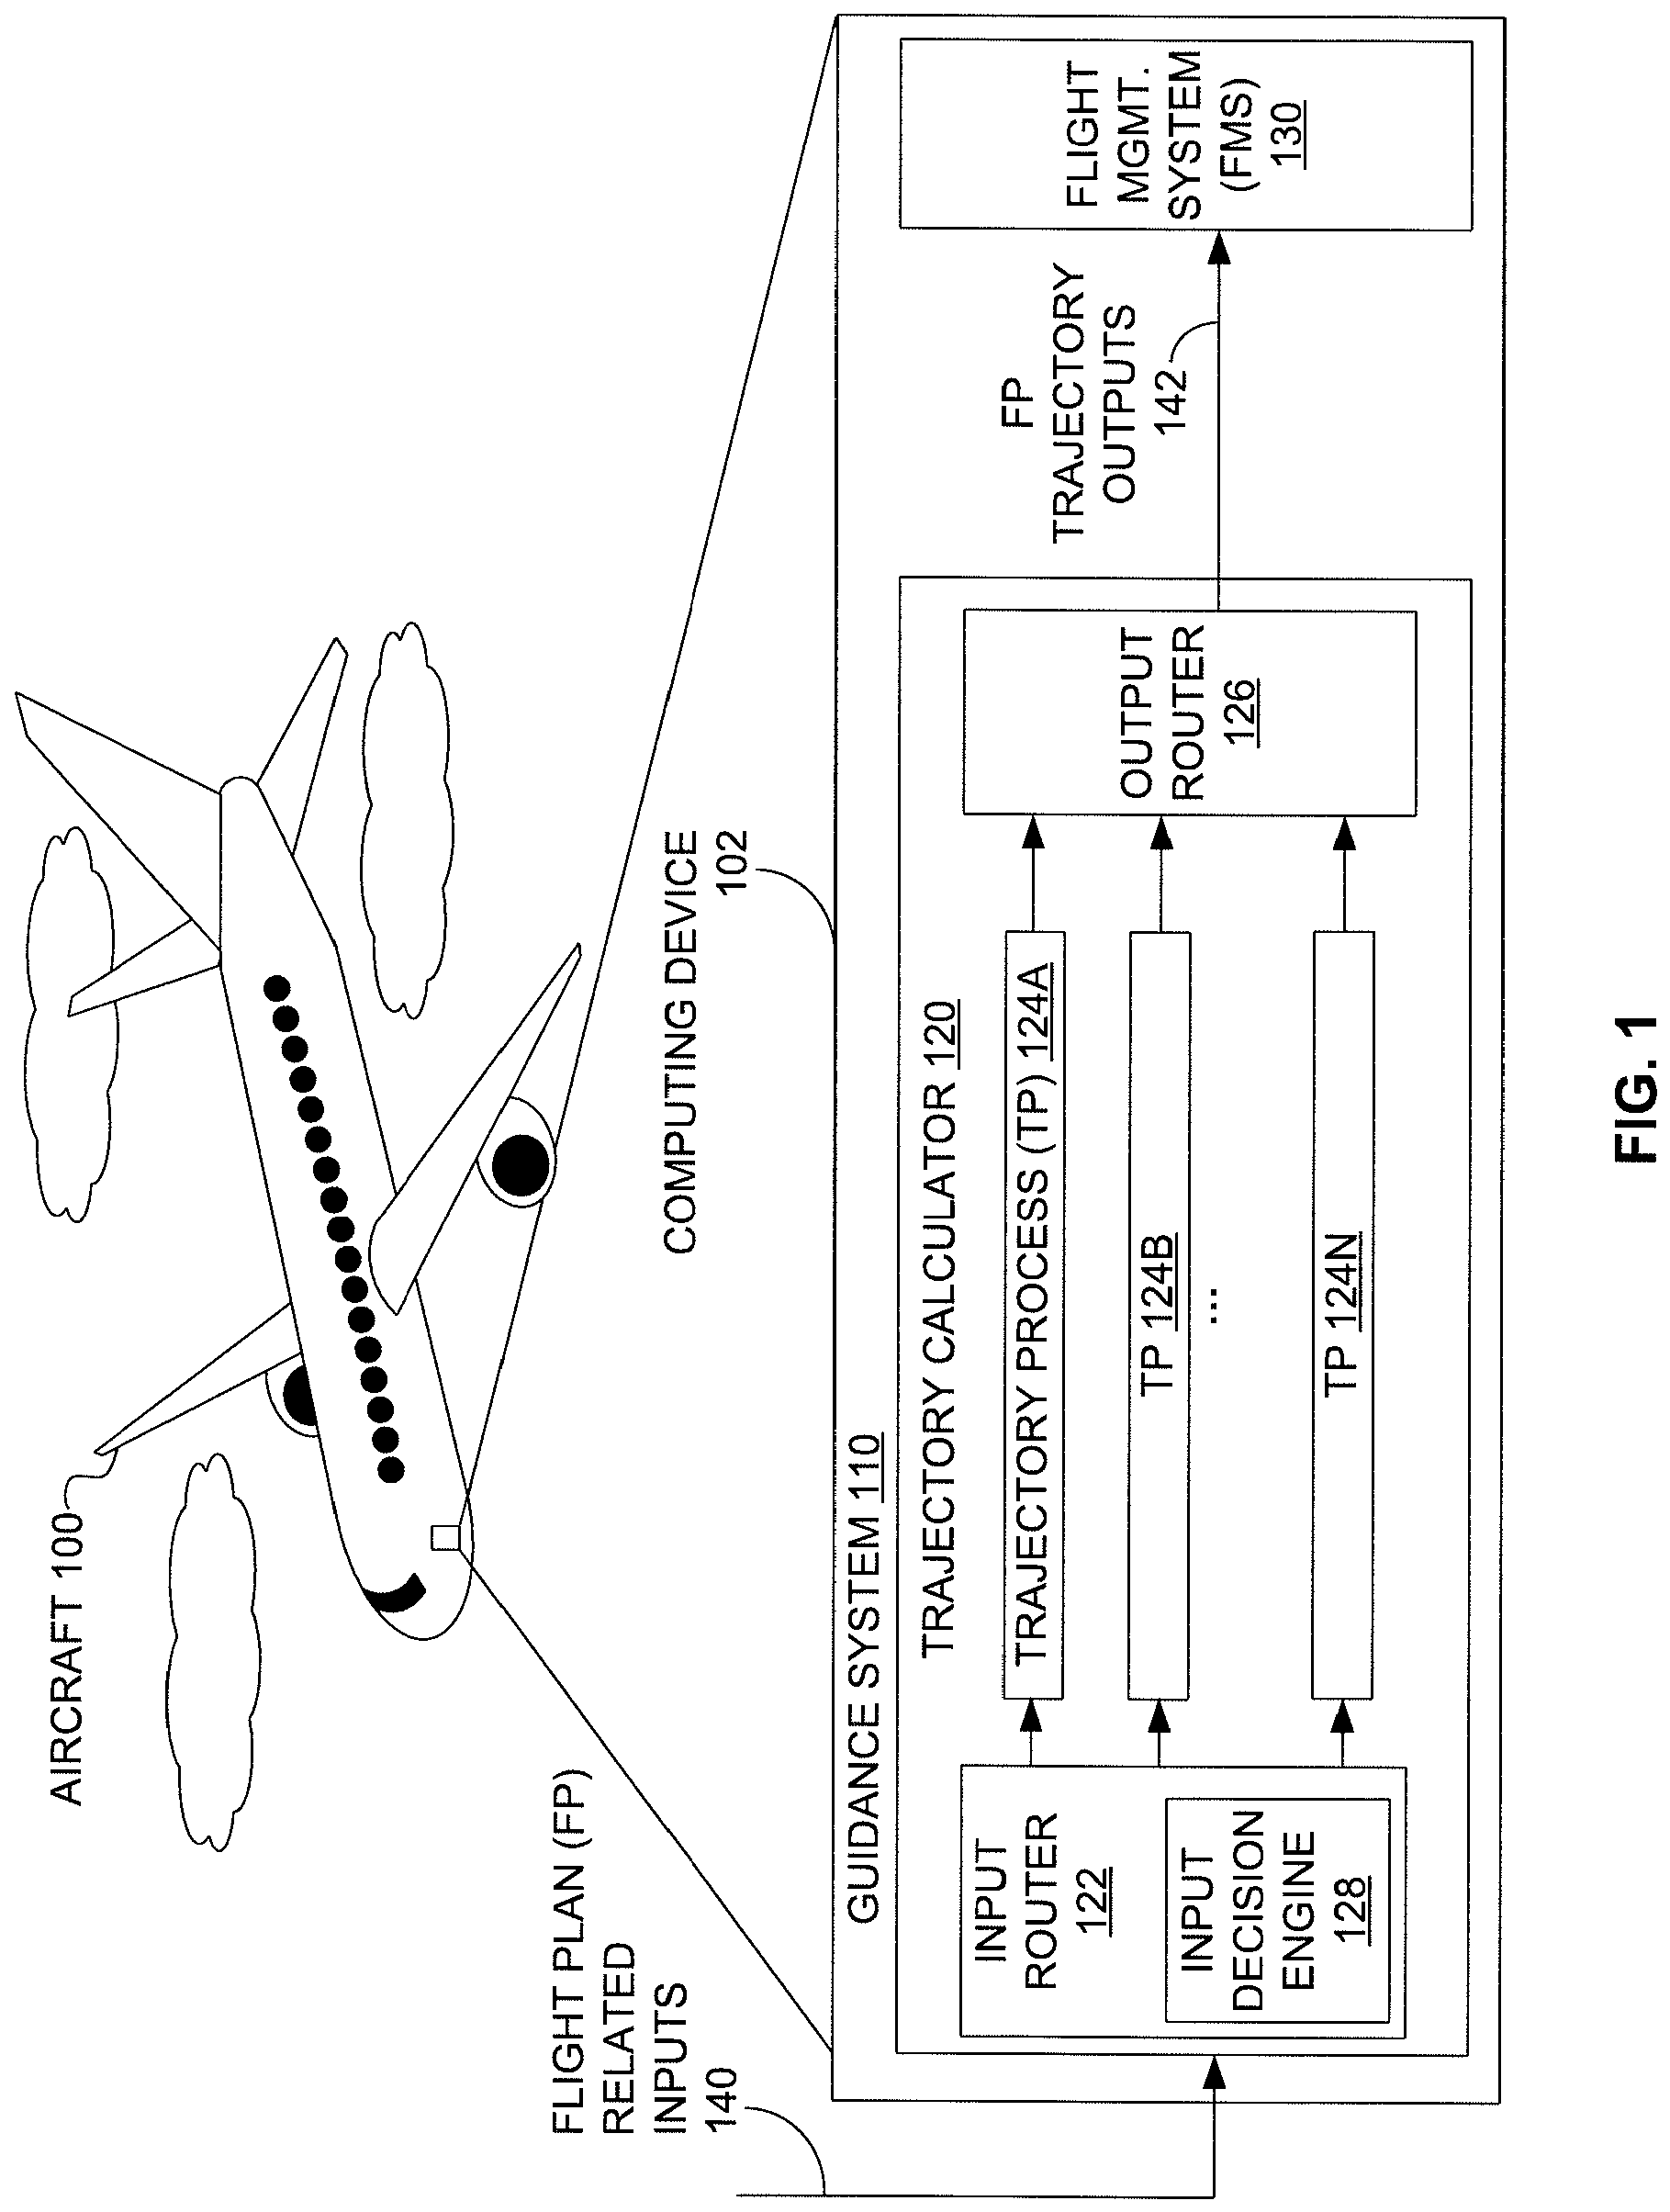 AIRCRAFT 100
FLIGHT PLAN (FP)
RELATED
INPUTS
140
COMPUTING DEVICE
102
GUIDANCE SYSTEM 110
TRAJECTORY CALCULATOR 120
INPUT
ROUTER
122
INPUT
DECISION
ENGINE
128
TRAJECTORY PROCESS (TP) 124A
TP 124B
...
TP 124N
OUTPUT
ROUTER
126
FP
TRAJECTORY
OUTPUTS
142
FLIGHT
MGMT.
SYSTEM
(FMS)
130
FIG. 1